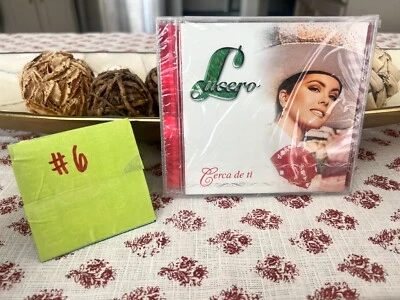 Lucero
Cerca de ti
#6